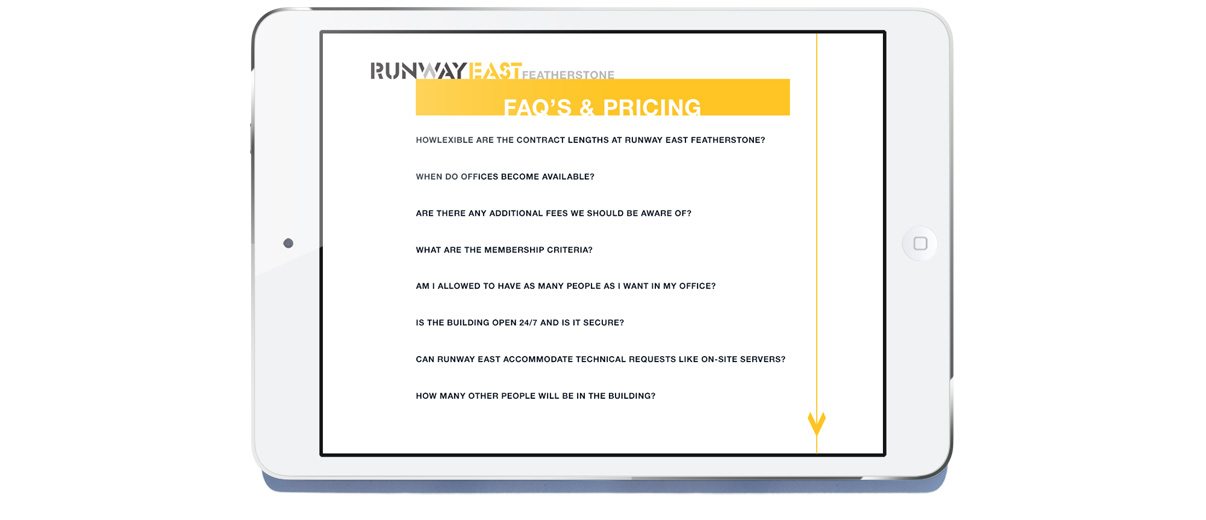 RUNWAYEAST FEATHERSTONE
FAQ'S & PRICING
HOWLEXIBLE ARE THE CONTRACT LENGTHS AT RUNWAY EAST FEATHERSTONE?
WHEN DO OFFICES BECOME AVAILABLE?
ARE THERE ANY ADDITIONAL FEES WE SHOULD BE AWARE OF?
WHAT ARE THE MEMBERSHIP CRITERIA?
AM I ALLOWED TO HAVE AS MANY PEOPLE AS I WANT IN MY OFFICE?
IS THE BUILDING OPEN 24/7 AND IS IT SECURE?
CAN RUNWAY EAST ACCOMMODATE TECHNICAL REQUESTS LIKE ON-SITE SERVERS?
HOW MANY OTHER PEOPLE WILL BE IN THE BUILDING?